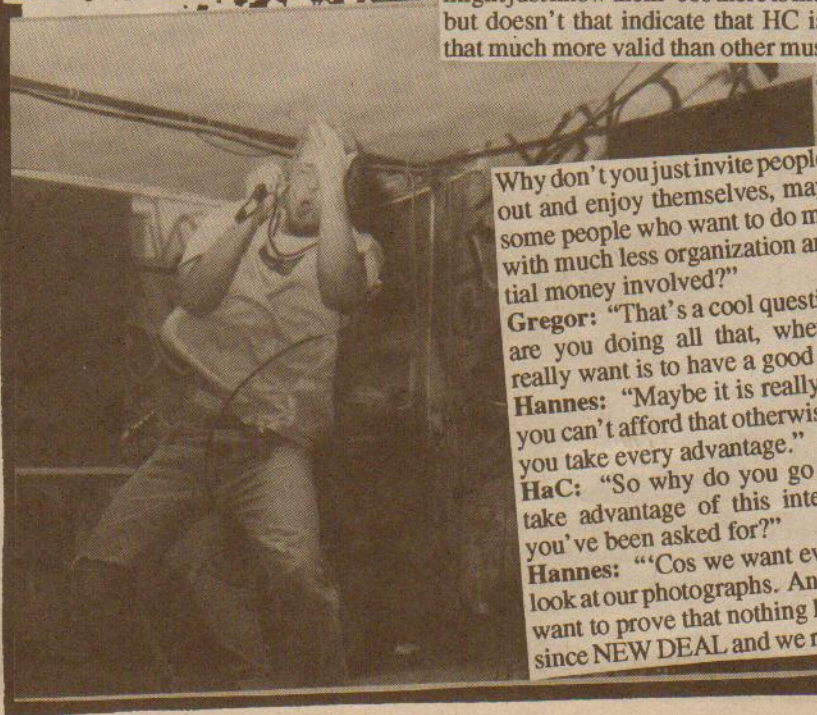 but doesn't that indicate that HC is
that much more valid than other mus
Why don't you just invite people
out and enjoy themselves, ma
some people who want to do m
with much less organization an
tial money involved?"
Gregor: "That's a cool questi
are you doing all that, whe
really want is to have a good
Hannes: "Maybe it is really
you can't afford that otherwis
you take every advantage."
HaC: "So why do you go
take advantage of this inte
you've been asked for?"
Hannes: "'Cos we want ev
look at our photographs. An
want to prove that nothing
since NEW DEAL and we